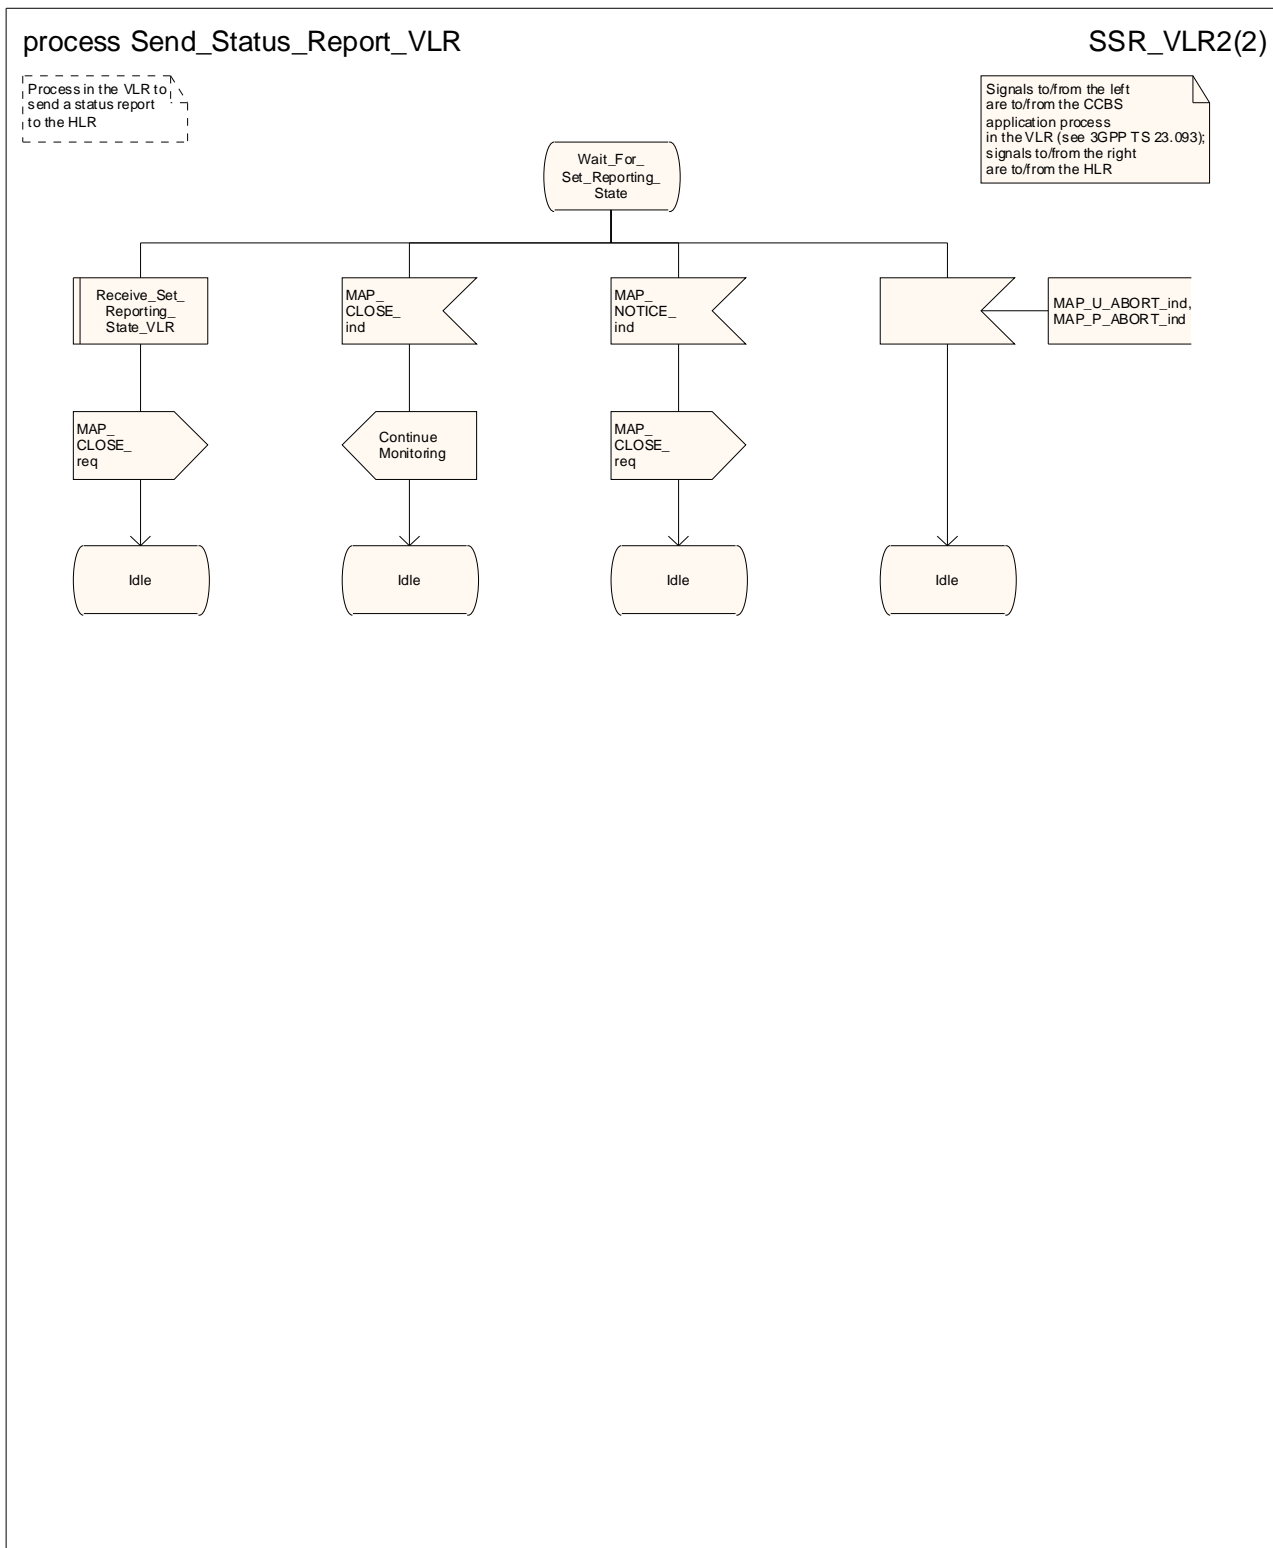 process Send_Status_Report_VLR
SSR_VLR2(2)
Process in the VLR to
send a status report
to the HLR
Signals to/from the left
are to/from the CCBS
application process
in the VLR (see 3GPP TS 23.093);
signals to/from the right
are to/from the HLR
Wait_For_
Set_Reporting_
State
Receive_Set_
Reporting_
State_VLR
MAP_
CLOSE_
ind
MAP_
NOTICE_
ind
MAP_U_ABORT_ind,
MAP_P_ABORT_ind
MAP_
CLOSE_
req
Continue
Monitoring
MAP_
CLOSE_
req
Idle
Idle
Idle
Idle